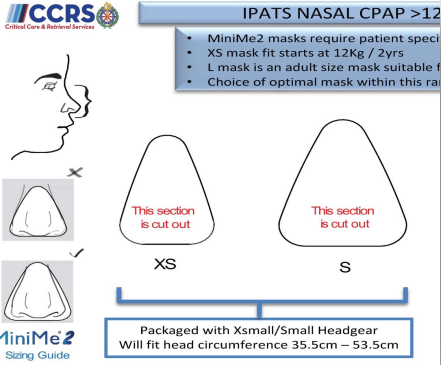 CCRS
Critical Care & Retrieval Services
IPATS NASAL CPAP >12
• MiniMe2 masks require patient speci
• XS mask fit starts at 12Kg / 2yrs
• L mask is an adult size mask suitable f
• Choice of optimal mask within this ra
This section
is cut out
This section
is cut out
XS
S
MiniMe®2
Sizing Guide
Packaged with Xsmall/Small Headgear
Will fit head circumference 35.5cm – 53.5cm